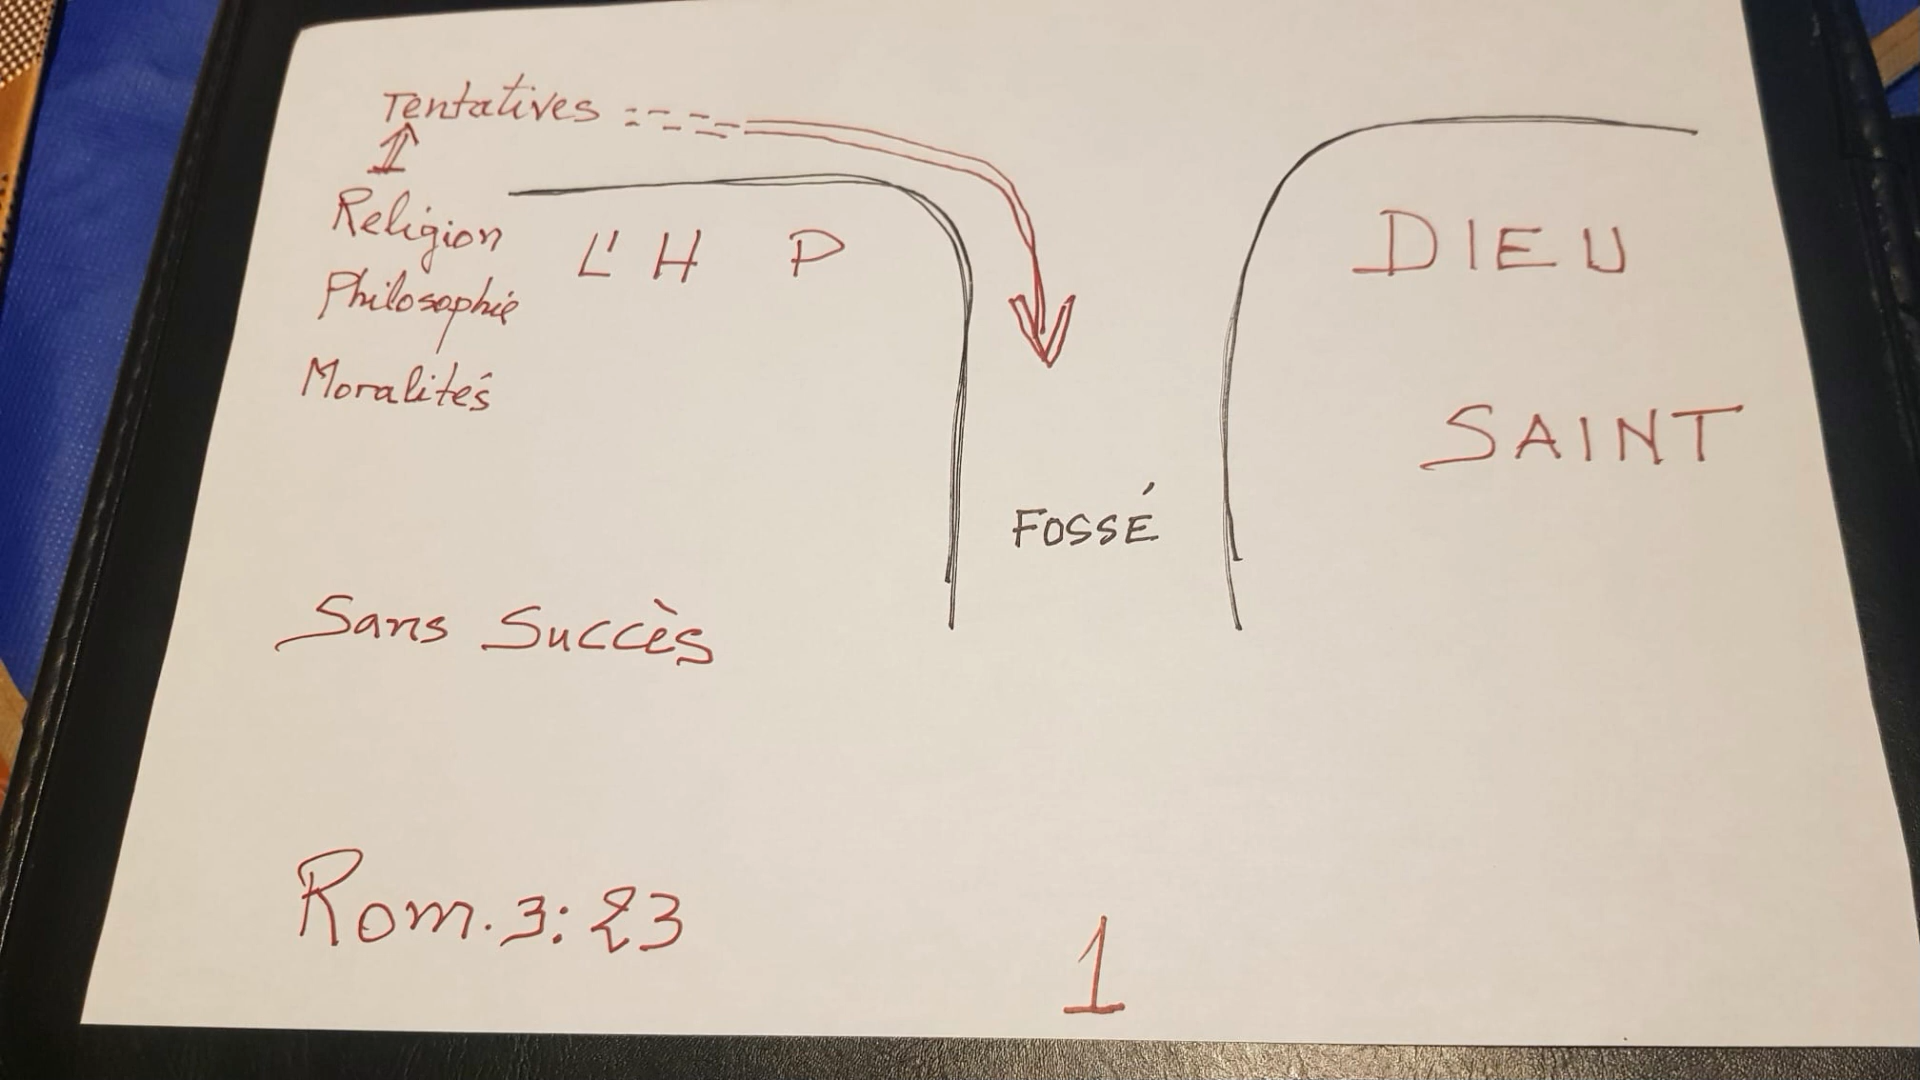 Tentatives
Religion
L' H P
Philosophie
Moralités
DIEU
SAINT
FOSSÉ
Sans Succès
Rom. 3:23
1